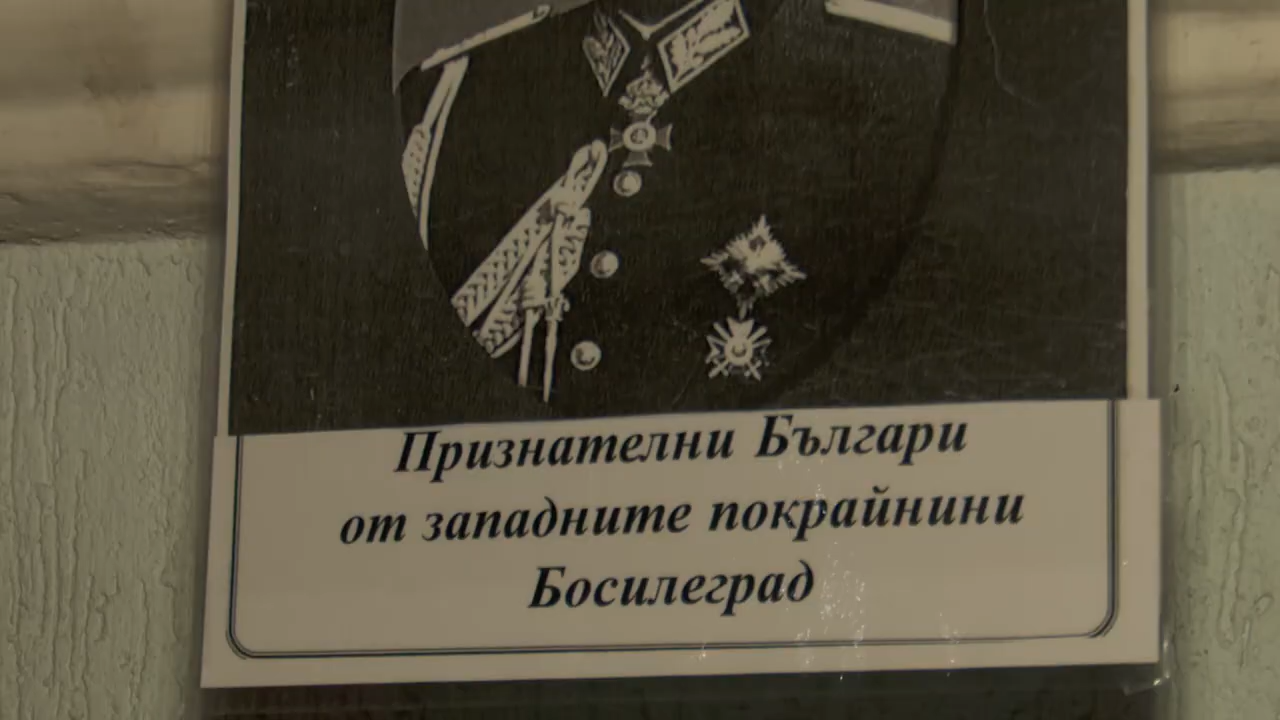 Признателни Българи
от западните покрайнини
Босилеград